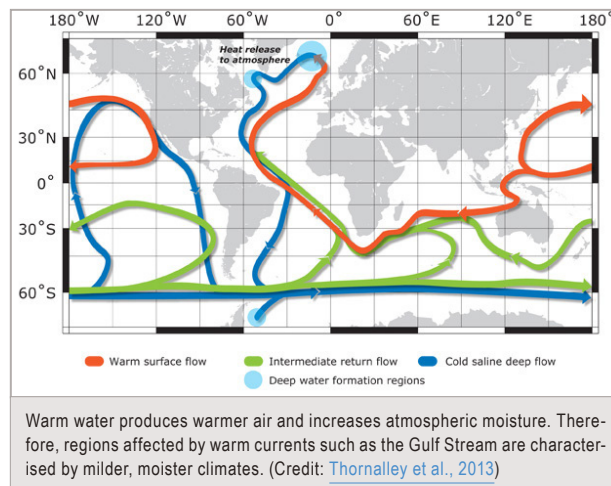 180° 120°W 60°W 0° 60°E 120°E 180°
Heat release
to atmosphere
60°N
30°N
0°
30°S
60°S
Warm surface flow Intermediate return flow Cold saline deep flow
Deep water formation regions
Warm water produces warmer air and increases atmospheric moisture. There-
fore, regions affected by warm currents such as the Gulf Stream are character-
ised by milder, moister climates. (Credit: Thornalley et al., 2013)